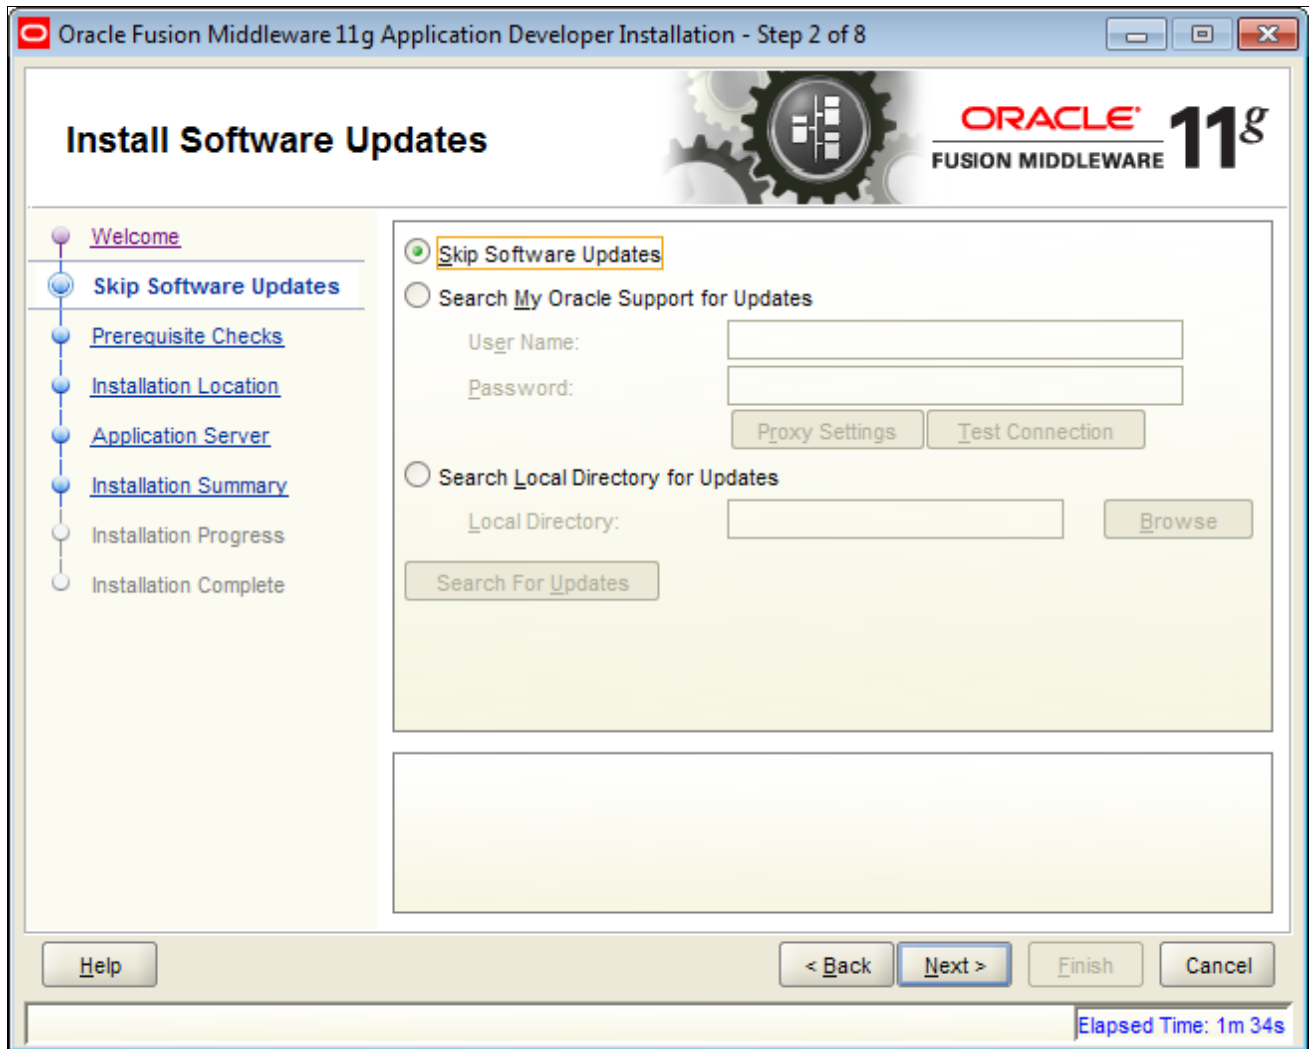 Oracle Fusion Middleware 11g Application Developer Installation - Step 2 of 8
Install Software Updates
ORACLE
FUSION MIDDLEWARE
11g
Welcome
Skip Software Updates
Prerequisite Checks
Installation Location
Application Server
Installation Summary
Installation Progress
Installation Complete
Skip Software Updates
Search My Oracle Support for Updates
User Name:
Password:
Proxy Settings
Test Connection
Search Local Directory for Updates
Local Directory:
Browse
Search For Updates
Help
< Back
Next >
Finish
Cancel
Elapsed Time: 1m 34s